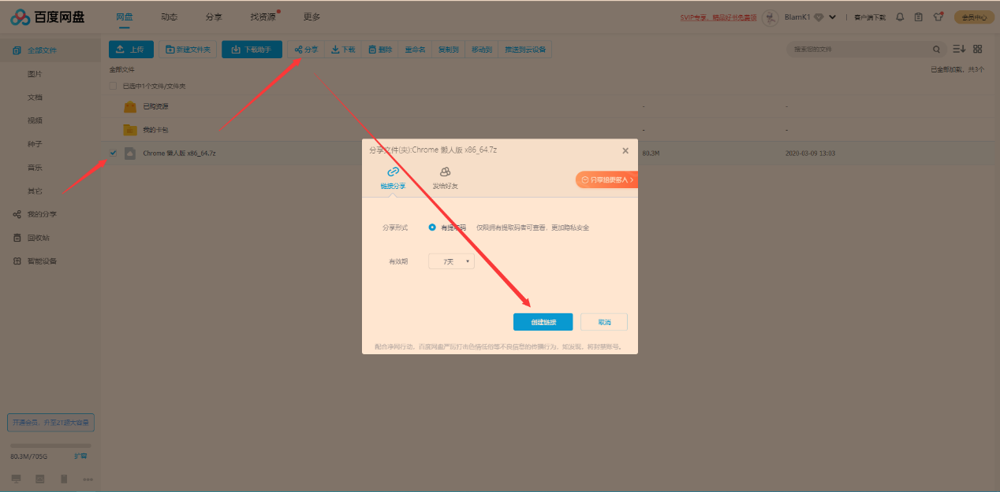 百度网盘 网盘 动态 分享 找资源 更多 SVIP专享，精品好书免费领 BlamK1 客户端下载 会员中心
全部文件 上传 新建文件夹 下载助手 分享 下载 删除 重命名 复制到 移动到 推送到云设备 搜索您的文件
图片 全部文件 已全部加载，共3个
已选中1个文件/文件夹
文档
已购资源 - -
视频
我的卡包 - -
种子
Chrome 懒人版 x86_64.7z 80.3M 2020-03-09 13:03
音乐
其它
我的分享
回收站
智能设备
分享文件(夹):Chrome 懒人版 x86_64.7z
链接分享 发给好友
分享给更多人
分享形式 有提取码 仅限拥有提取码者可查看，更加隐私安全
有效期 7天
创建链接 取消
配合净网行动，百度网盘严厉打击色情低俗等不良信息的传播行为，如发现，将封禁账号。
开通会员，升至2T超大容量
80.3M/705G 扩容